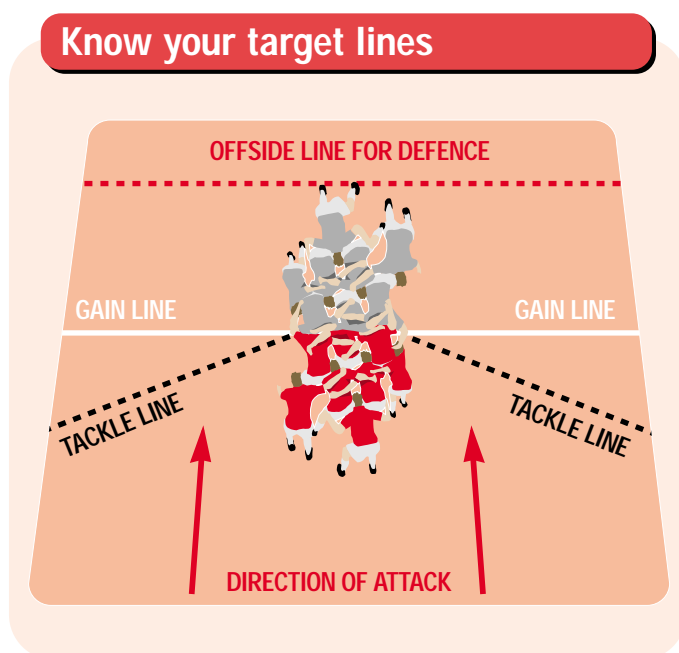 Know your target lines
OFFSIDE LINE FOR DEFENCE
GAIN LINE
GAIN LINE
TACKLE LINE
TACKLE LINE
DIRECTION OF ATTACK